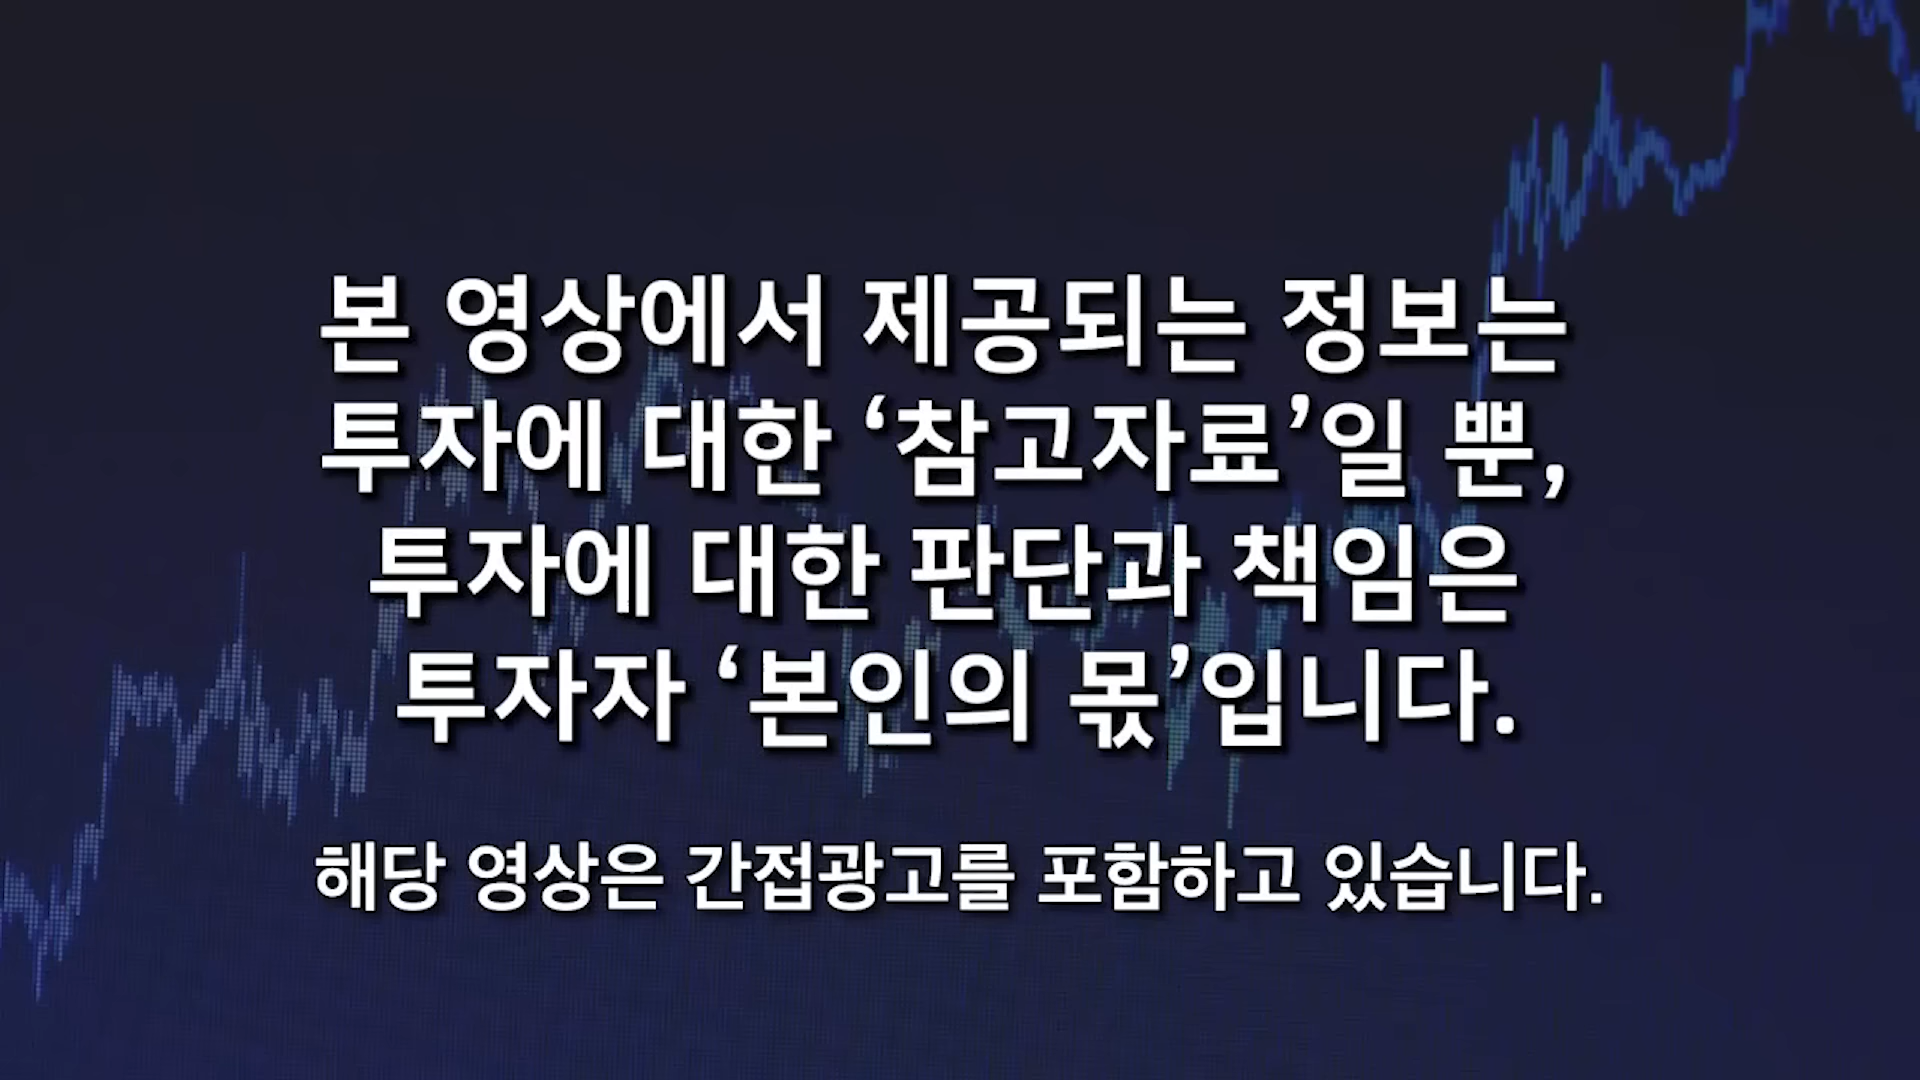 본 영상에서 제공되는 정보는
투자에 대한 ‘참고자료’일 뿐,
투자에 대한 판단과 책임은
투자자 ‘본인의 몫’입니다.
해당 영상은 간접광고를 포함하고 있습니다.